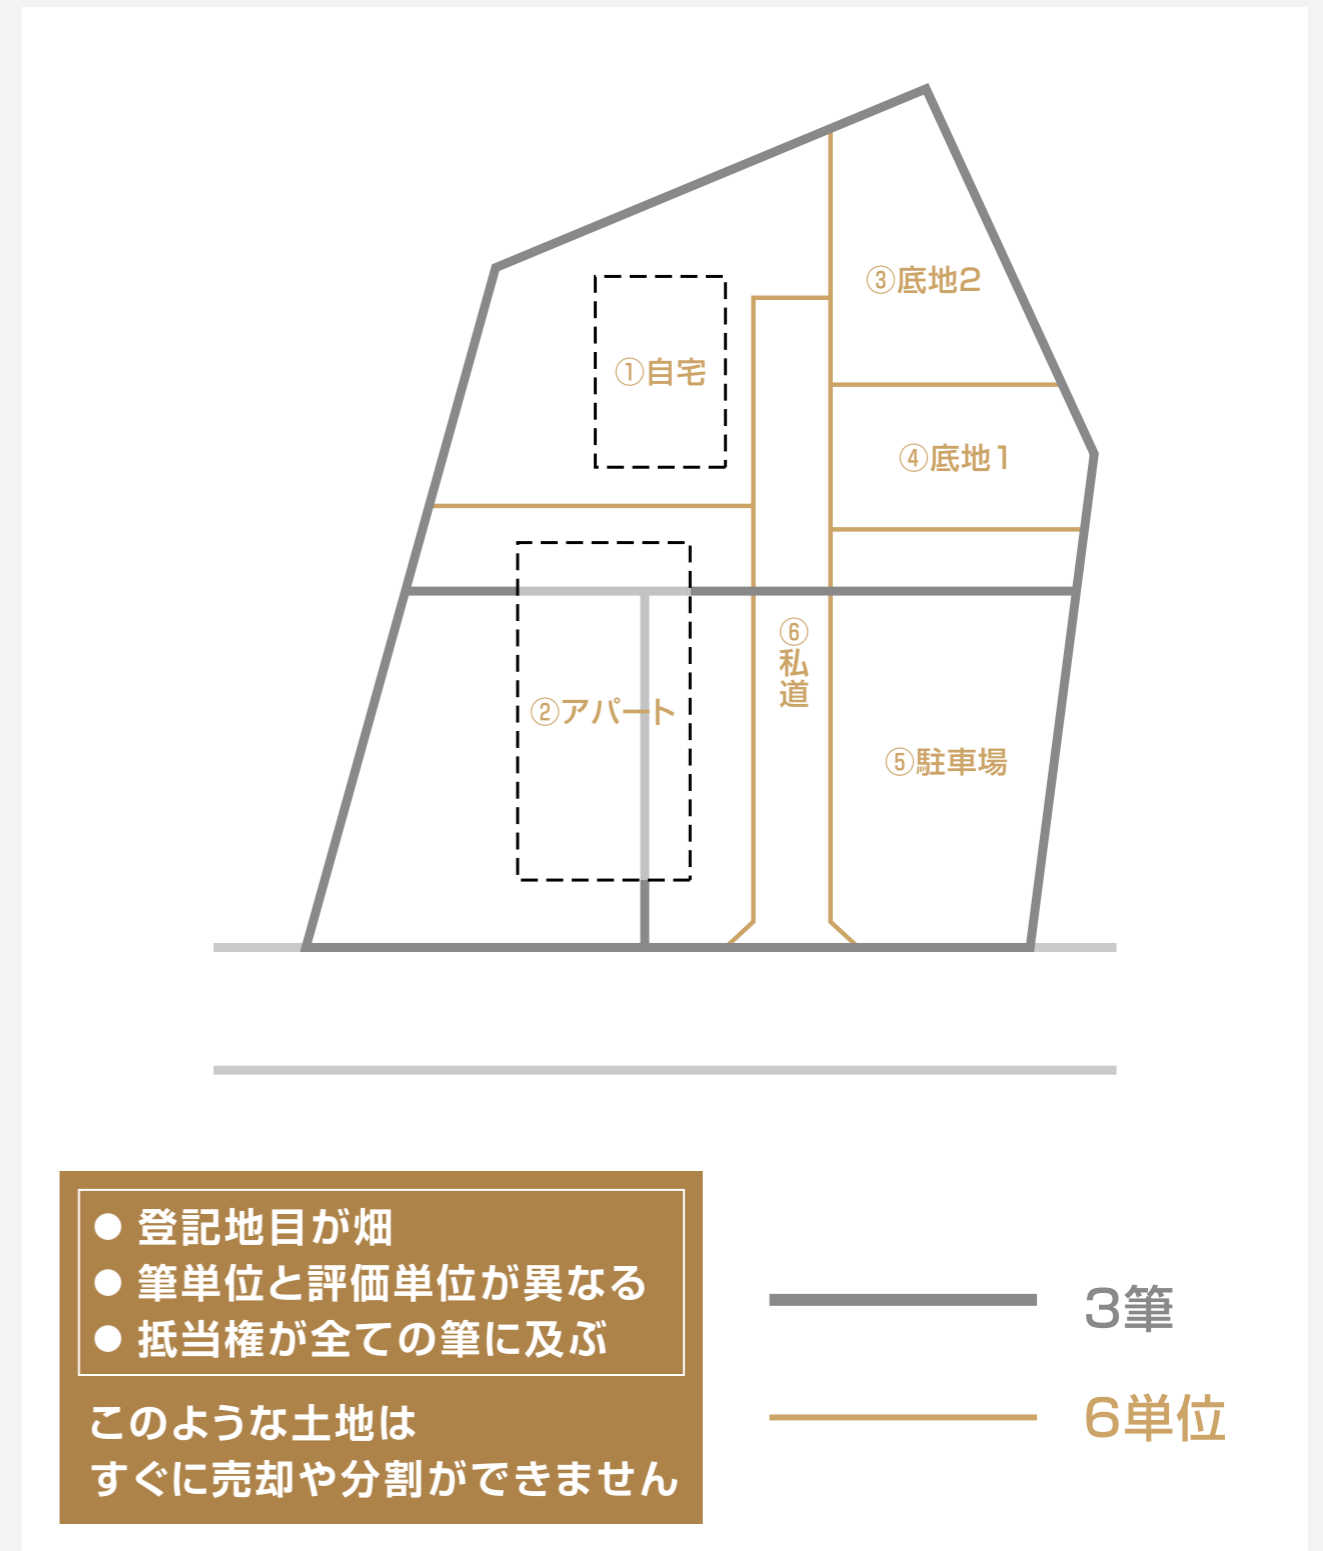 ③底地2
①自宅
④底地1
⑥私道
②アパート
⑤駐車場
● 登記地目が畑
● 筆単位と評価単位が異なる
● 抵当権が全ての筆に及ぶ
このような土地は
すぐに売却や分割ができません
3筆
6単位